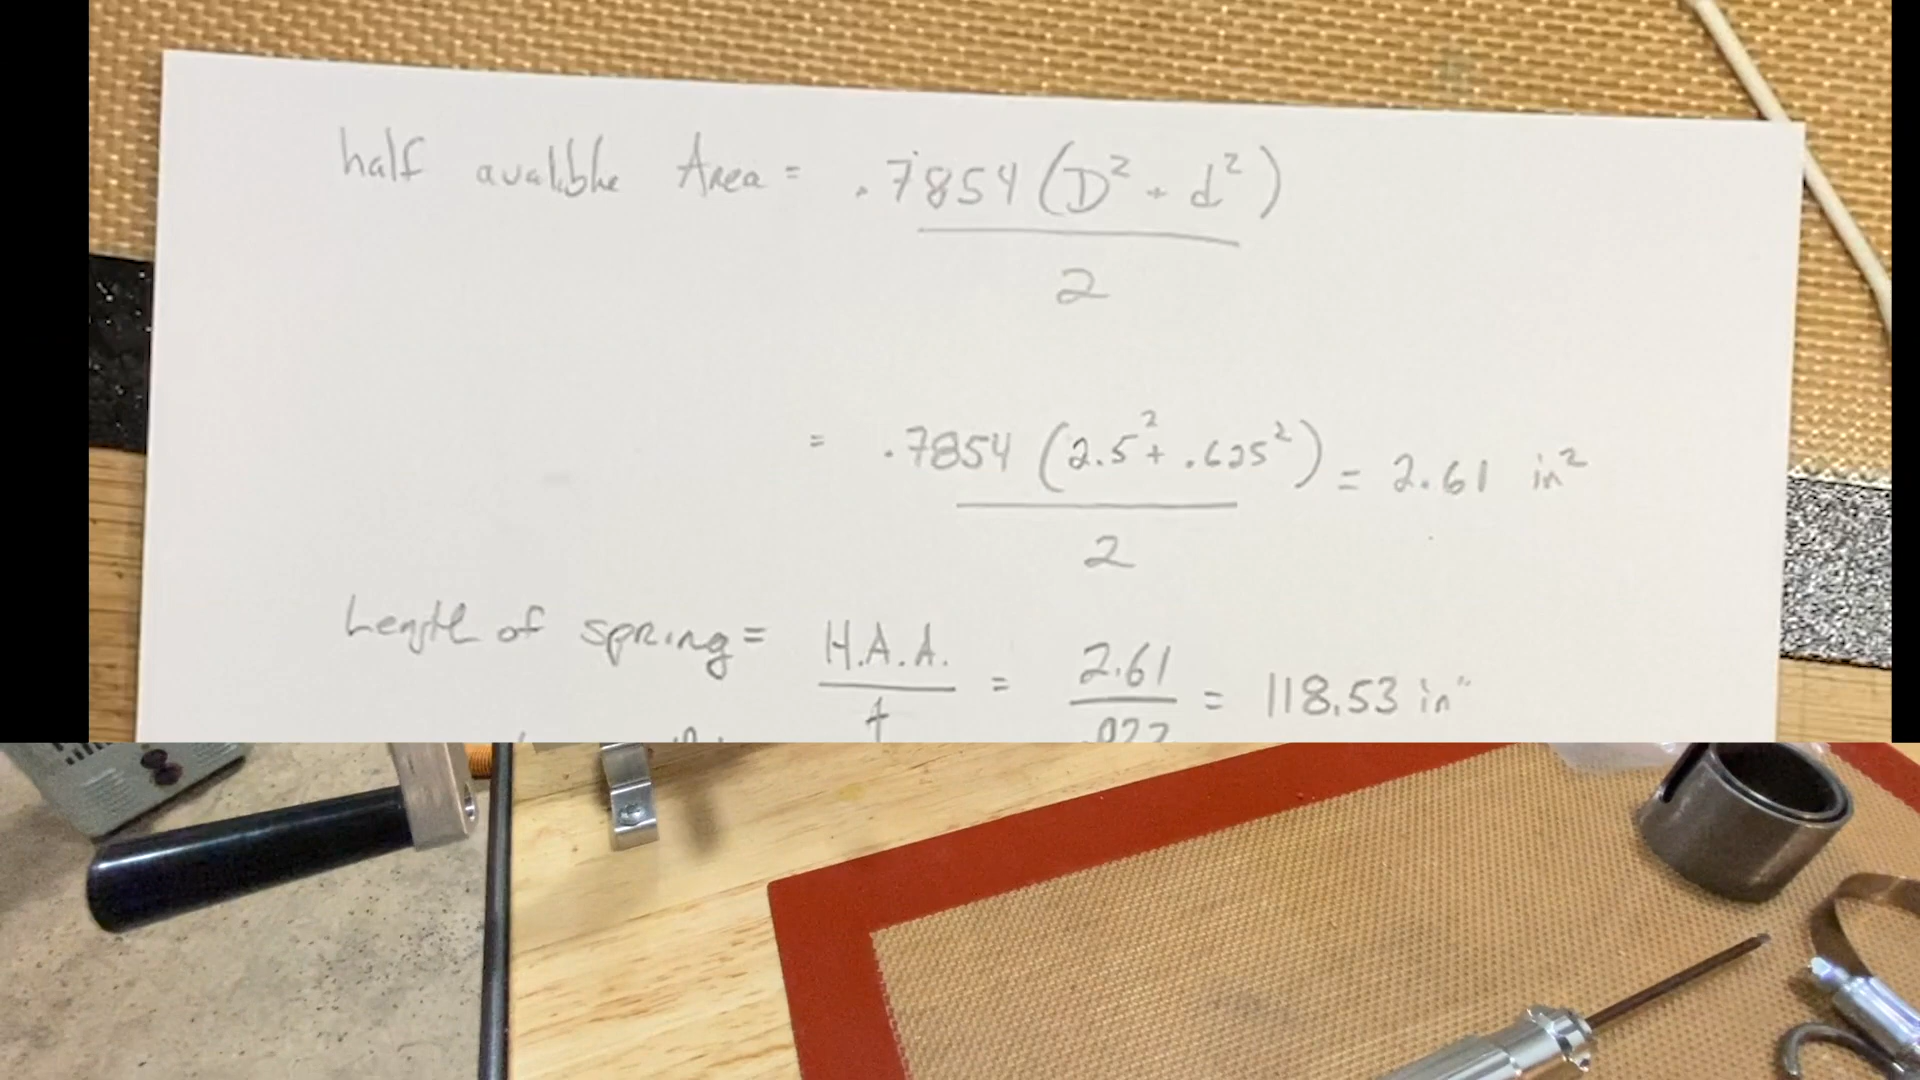 half avalible Area = .7854 (D² + d²)
2
= .7854 (2.5² + .625²) = 2.61 in²
2
Length of spring = H.A.A. = 2.61 = 118.53 in"
t .022